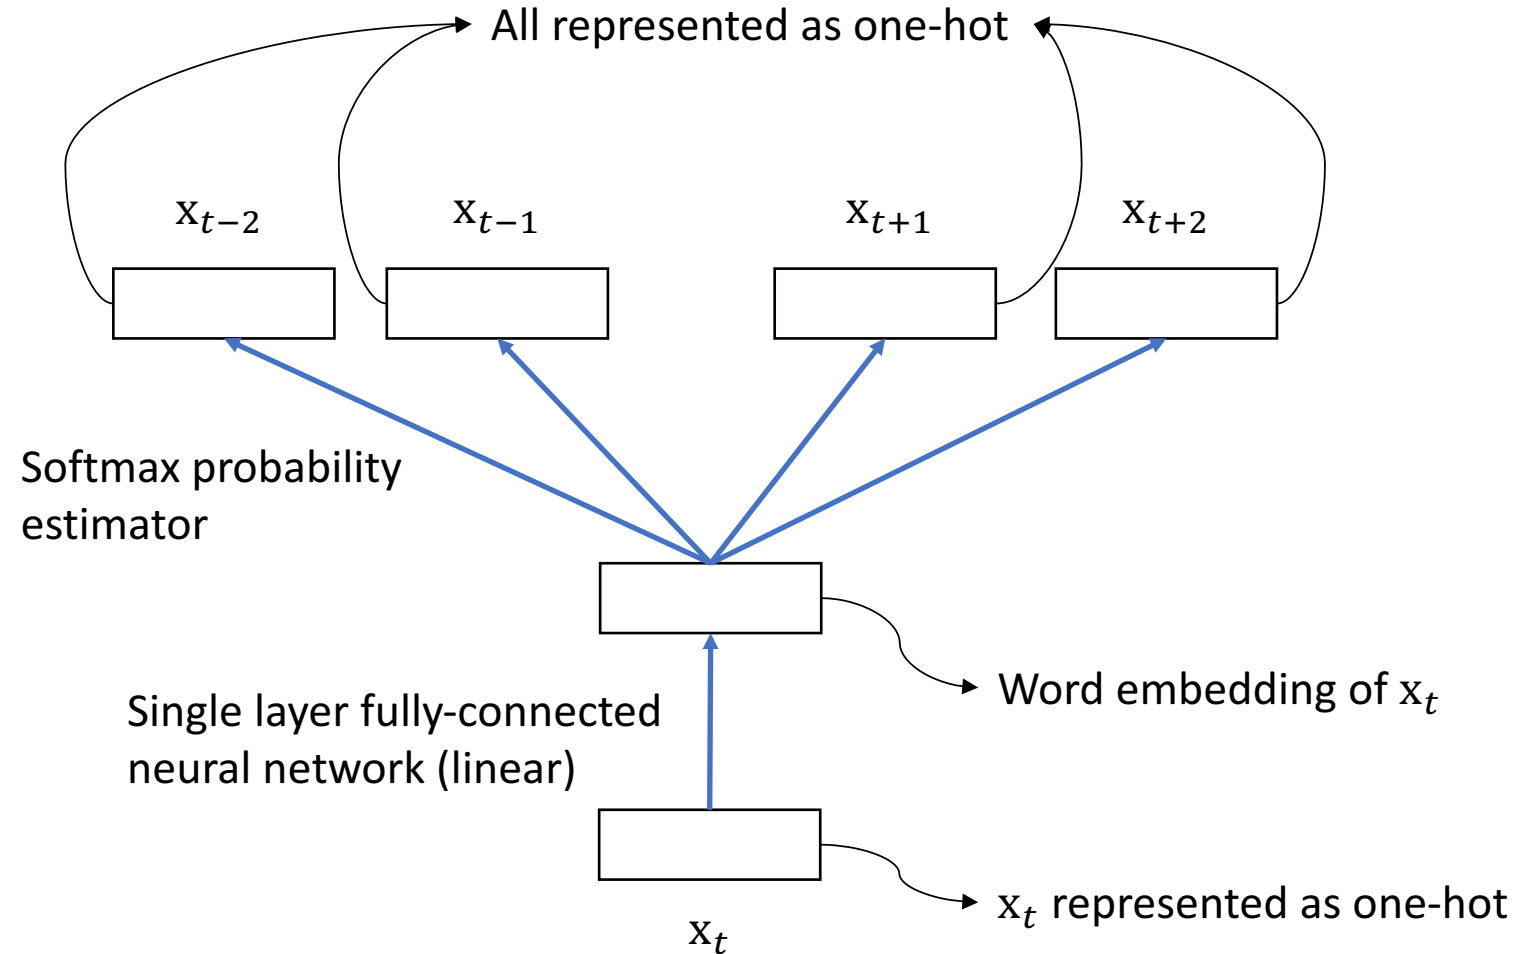 All represented as one-hot
x_{t−2} x_{t−1} x_{t+1} x_{t+2}
Softmax probability
estimator
Word embedding of x_t
Single layer fully-connected
neural network (linear)
x_t represented as one-hot
x_t